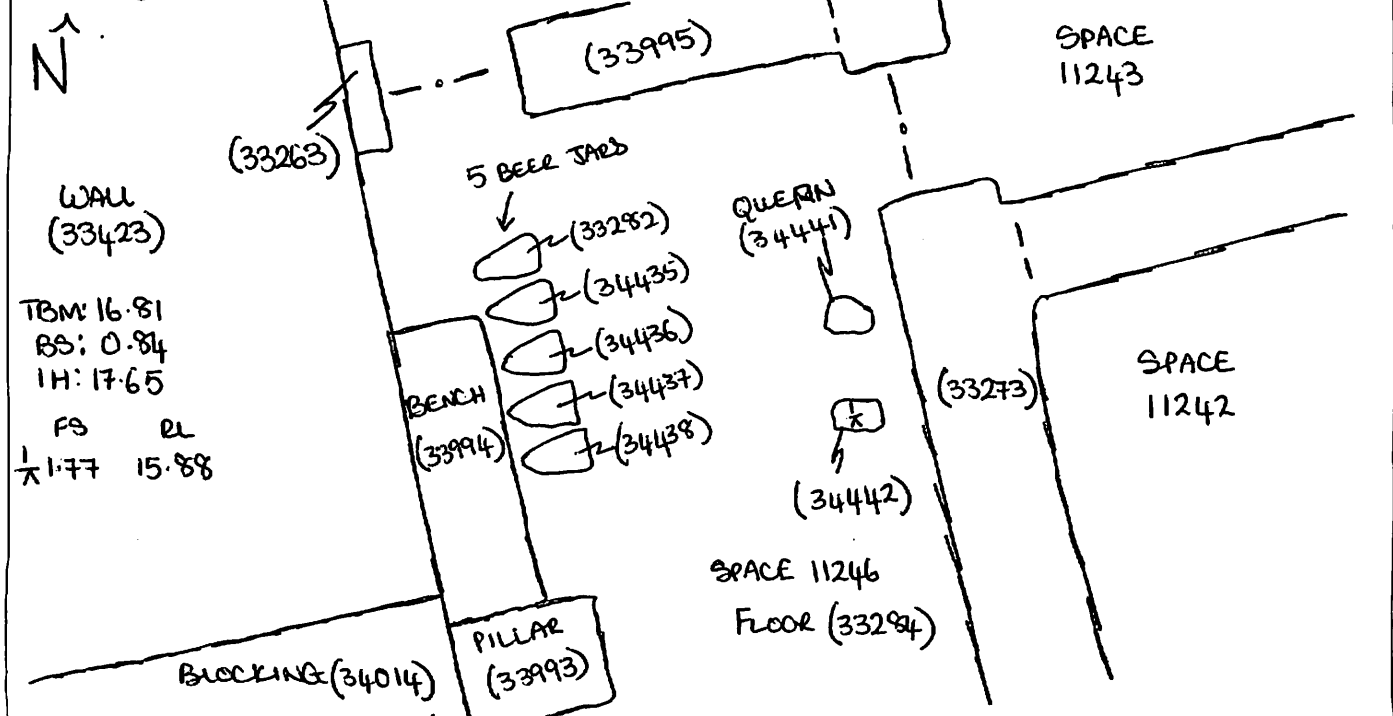 N
(33995)
SPACE
11243
(33263)
5 BEER JARS
WALL
(33423)
QUERN
(34441)
(33282)
(34435)
(34436)
(34437)
(34438)
TBM: 16.81
BS: 0.84
IH: 17.65
FS RL
1.77 15.88
BENCH
(33994)
(33273)
SPACE
11242
1
(34442)
SPACE 11246
FLOOR (33284)
PILLAR
(33993)
BLOCKING (34014)